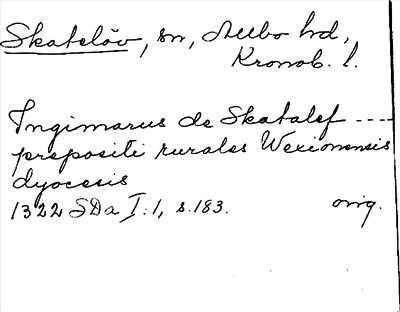 Skatelöv, sn, Allbo hd,
Kronob. l.
Ingimarus de Skatalef ----
prepositi rurales Wexionensis
dyocesis
1322 SDa I:1, s.183. orig.